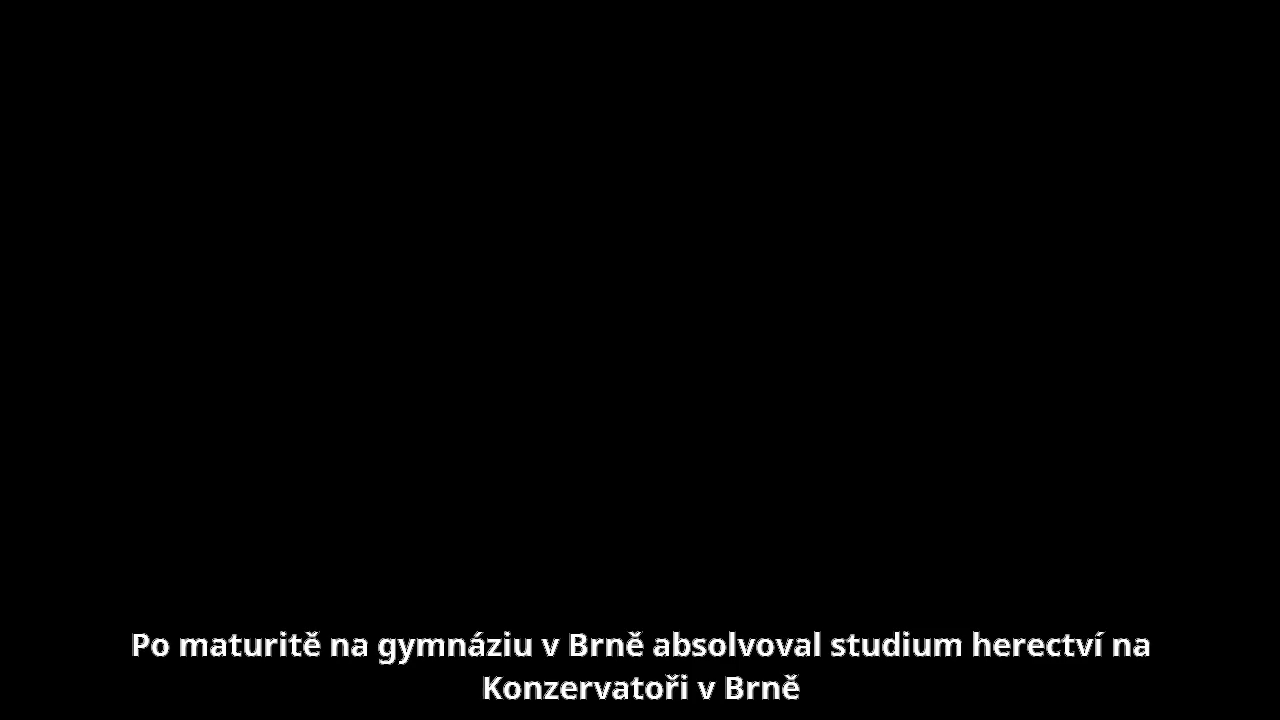 Po maturitě na gymnáziu v Brně absolvoval studium herectví na
Konzervatoři v Brně